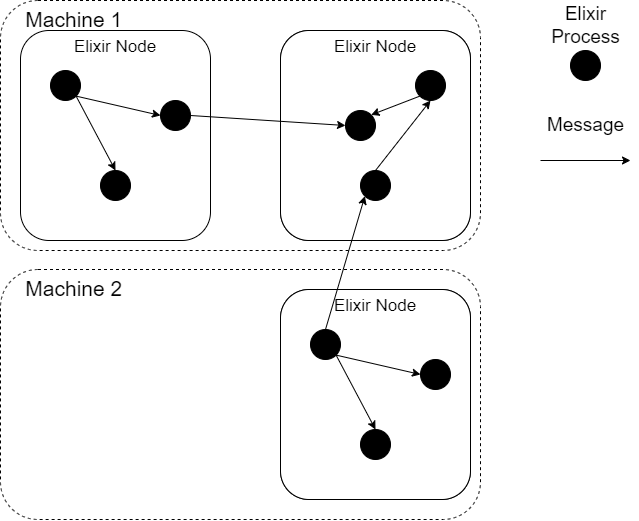 Machine 1
Elixir Node
Elixir Node
Elixir
Process
Message
Machine 2
Elixir Node